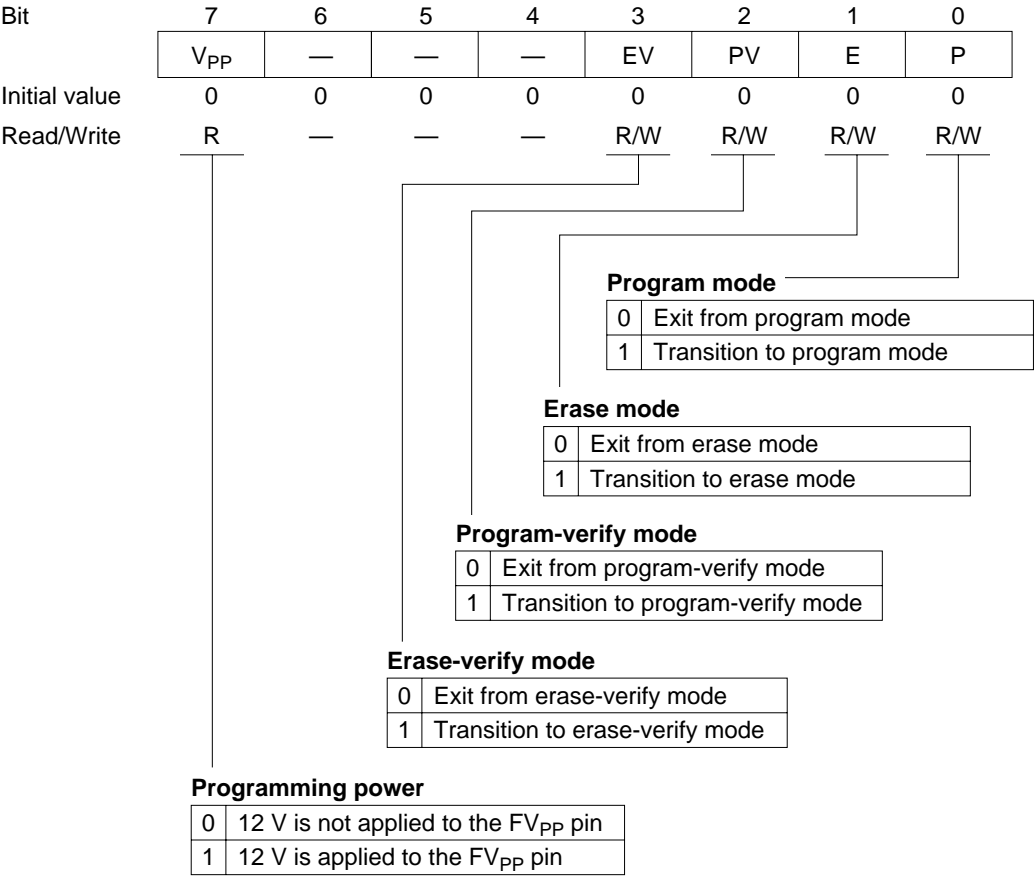 Bit 7 6 5 4 3 2 1 0
VPP — — — EV PV E P
Initial value 0 0 0 0 0 0 0 0
Read/Write R — — — R/W R/W R/W R/W
Program mode
0 Exit from program mode
1 Transition to program mode
Erase mode
0 Exit from erase mode
1 Transition to erase mode
Program-verify mode
0 Exit from program-verify mode
1 Transition to program-verify mode
Erase-verify mode
0 Exit from erase-verify mode
1 Transition to erase-verify mode
Programming power
0 12 V is not applied to the FVPP pin
1 12 V is applied to the FVPP pin